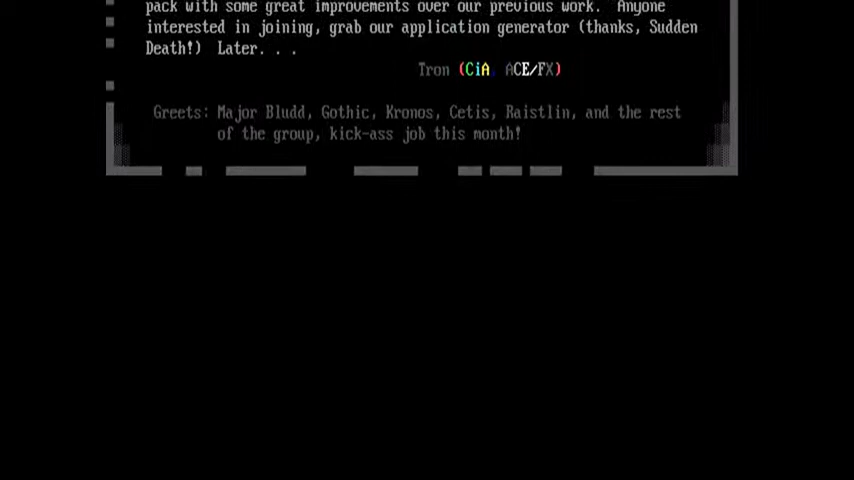 pack with some great improvements over our previous work.  Anyone
interested in joining, grab our application generator (thanks, Sudden
Death!)  Later. . .
Tron (CiA, ACE/FX)
Greets: Major Bludd, Gothic, Kronos, Cetis, Raistlin, and the rest
of the group, kick-ass job this month!